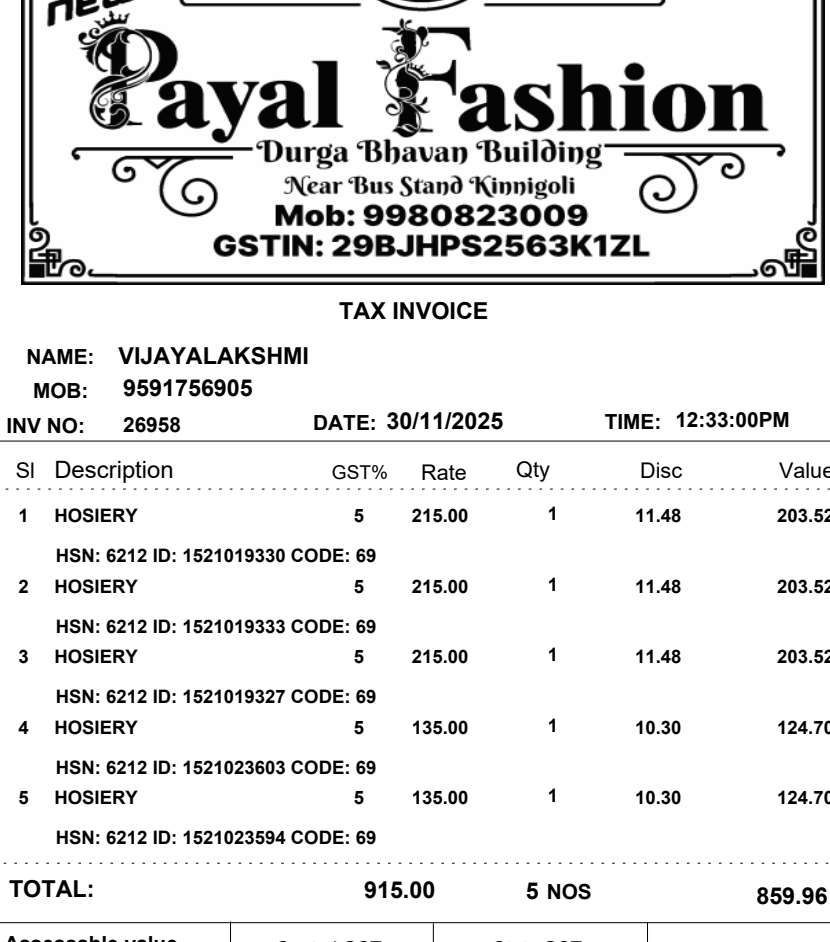 new
Payal Fashion
Durga Bhavan Building
Near Bus Stand Kinnigoli
Mob: 9980823009
GSTIN: 29BJHPS2563K1ZL
TAX INVOICE
NAME: VIJAYALAKSHMI
MOB: 9591756905
INV NO: 26958 DATE: 30/11/2025 TIME: 12:33:00PM
Sl Description GST% Rate Qty Disc Value
1 HOSIERY 5 215.00 1 11.48 203.52
HSN: 6212 ID: 1521019330 CODE: 69
2 HOSIERY 5 215.00 1 11.48 203.52
HSN: 6212 ID: 1521019333 CODE: 69
3 HOSIERY 5 215.00 1 11.48 203.52
HSN: 6212 ID: 1521019327 CODE: 69
4 HOSIERY 5 135.00 1 10.30 124.70
HSN: 6212 ID: 1521023603 CODE: 69
5 HOSIERY 5 135.00 1 10.30 124.70
HSN: 6212 ID: 1521023594 CODE: 69
TOTAL: 915.00 5 NOS 859.96